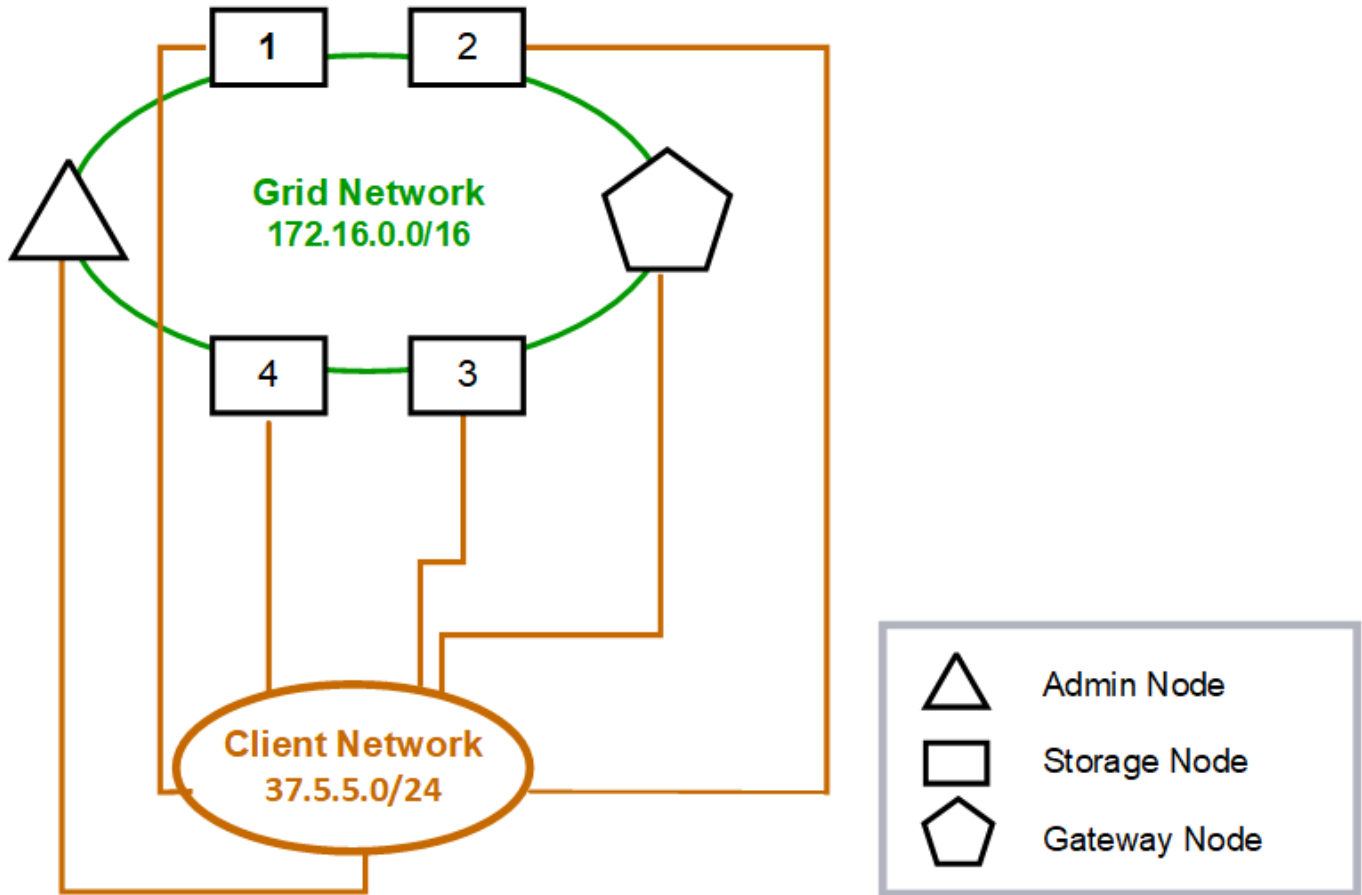 1
2
Grid Network
172.16.0.0/16
4
3
Client Network
37.5.5.0/24
Admin Node
Storage Node
Gateway Node